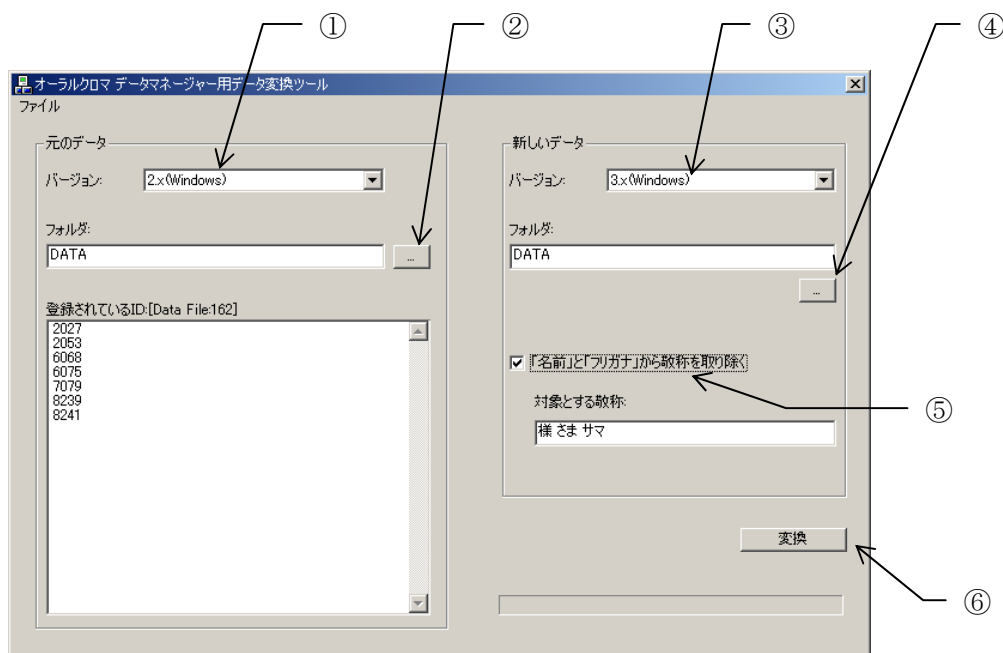 ① ② ③ ④
オーラルクロマ データマネージャー用データ変換ツール
ファイル
元のデータ
バージョン: 2.x(Windows)
フォルダ:
DATA ...
登録されているID:[Data File:162]
2027
2053
6068
6075
7079
8239
8241
新しいデータ
バージョン: 3.x(Windows)
フォルダ:
DATA
...
「名前」と「フリガナ」から敬称を取り除く
⑤
対象とする敬称:
様 さま サマ
変換
⑥